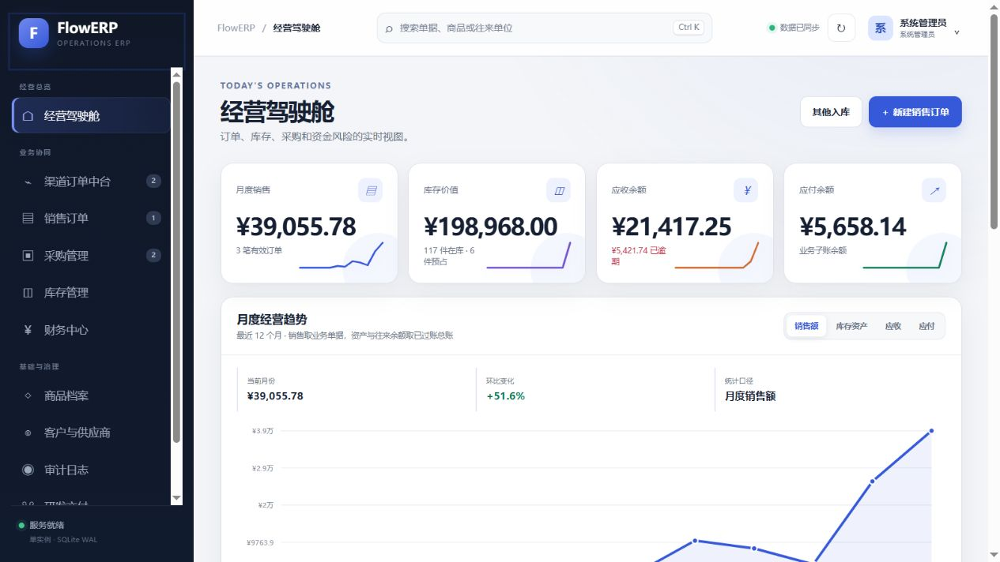 F
FlowERP
OPERATIONS ERP
经营总览
经营驾驶舱
业务协同
渠道订单中台 2
销售订单 1
采购管理 2
库存管理
¥ 财务中心
基础与治理
商品档案
客户与供应商
审计日志
研发交付
服务就绪
单实例 · SQLite WAL
FlowERP / 经营驾驶舱
搜索单据、商品或往来单位 Ctrl K
数据已同步
系
系统管理员
系统管理员
TODAY'S OPERATIONS
经营驾驶舱
订单、库存、采购和资金风险的实时视图。
其他入库
+ 新建销售订单
月度销售
¥39,055.78
3 笔有效订单
库存价值
¥198,968.00
117 件在库 · 6
件预占
应收余额
¥
¥21,417.25
¥5,421.74 已逾
期
应付余额
¥5,658.14
业务子账余额
月度经营趋势
最近 12 个月 · 销售取业务单据，资产与往来余额取已过账总账
销售额 库存资产 应收 应付
当前月份
¥39,055.78
环比变化
+51.6%
统计口径
月度销售额
¥3.9万
¥2.9万
¥2万
¥9763.9